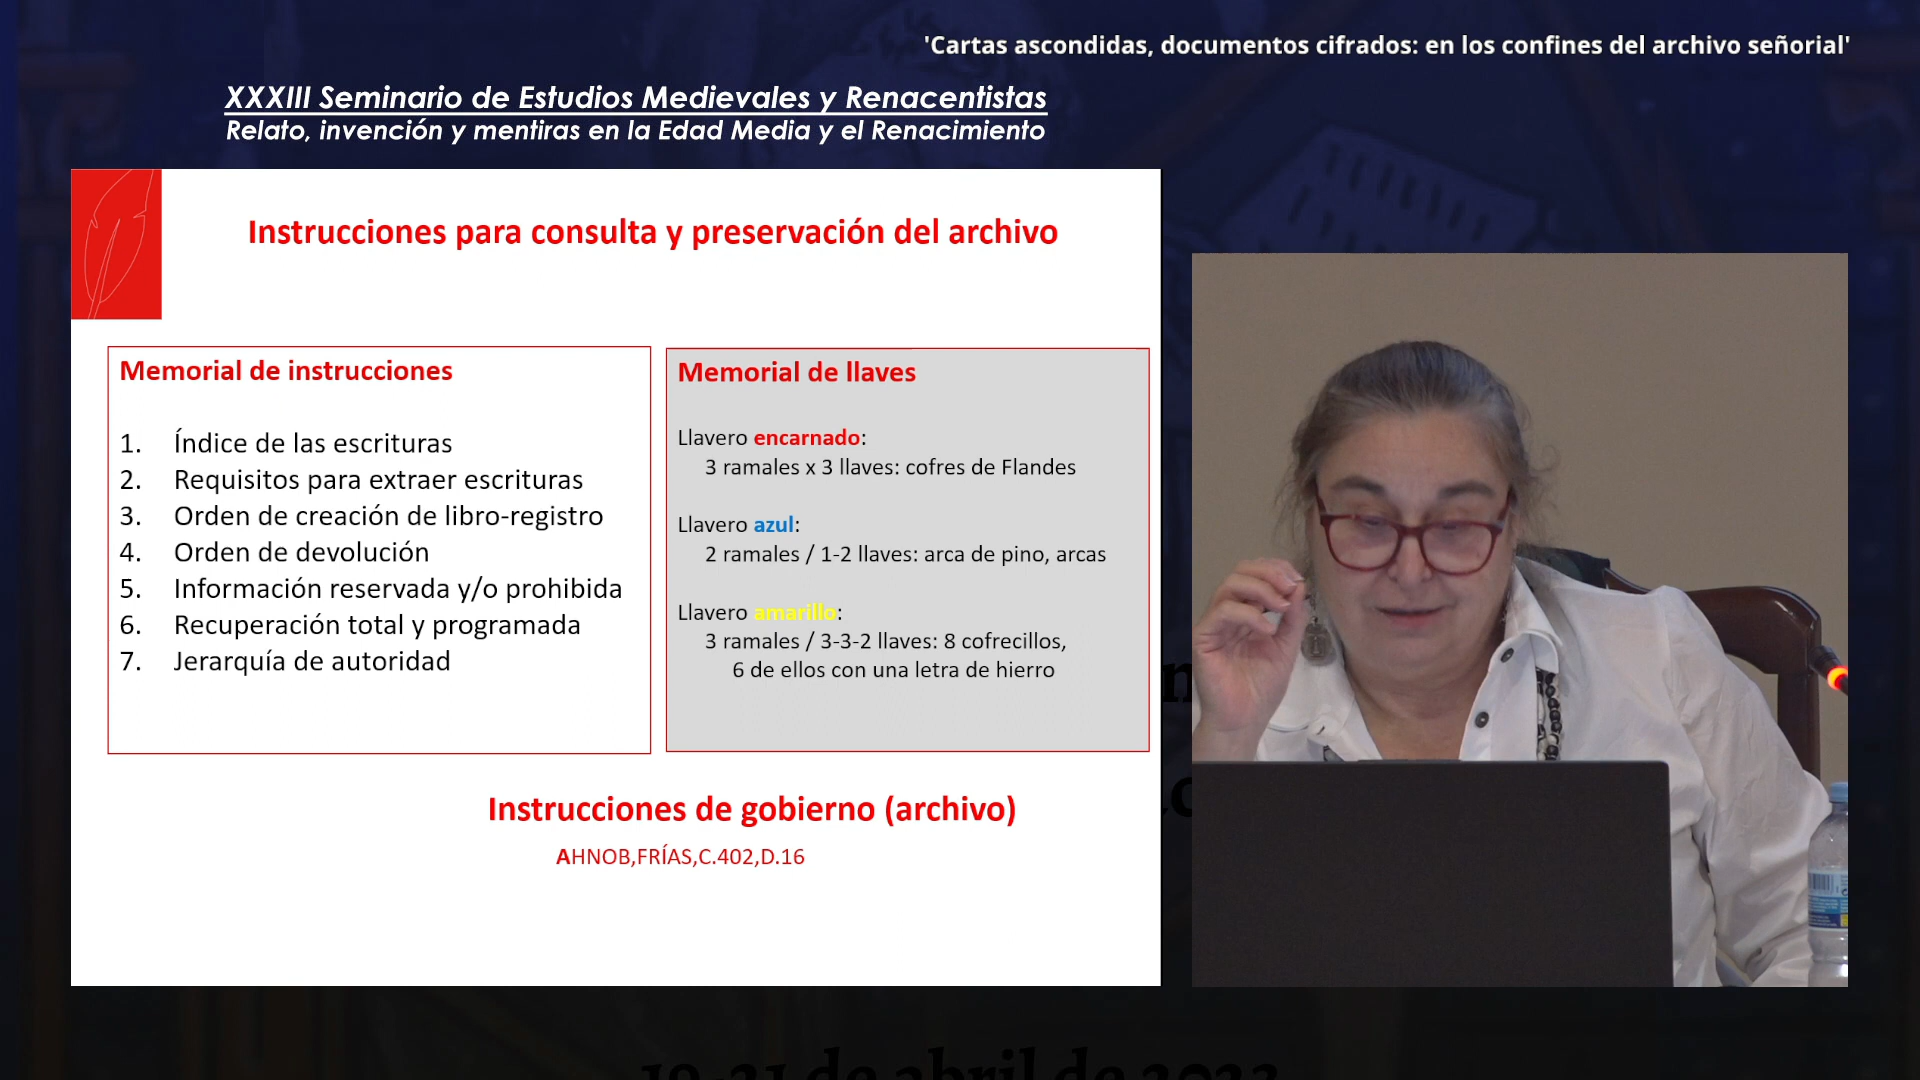 'Cartas ascondidas, documentos cifrados: en los confines del archivo señorial'
XXXIII Seminario de Estudios Medievales y Renacentistas
Relato, invención y mentiras en la Edad Media y el Renacimiento
Instrucciones para consulta y preservación del archivo
Memorial de instrucciones
1. Índice de las escrituras
2. Requisitos para extraer escrituras
3. Orden de creación de libro-registro
4. Orden de devolución
5. Información reservada y/o prohibida
6. Recuperación total y programada
7. Jerarquía de autoridad
Memorial de llaves
Llavero encarnado:
3 ramales x 3 llaves: cofres de Flandes
Llavero azul:
2 ramales / 1-2 llaves: arca de pino, arcas
Llavero amarillo:
3 ramales / 3-3-2 llaves: 8 cofrecillos,
6 de ellos con una letra de hierro
Instrucciones de gobierno (archivo)
AHNOB,FRÍAS,C.402,D.16
19-21 de abril de 2023